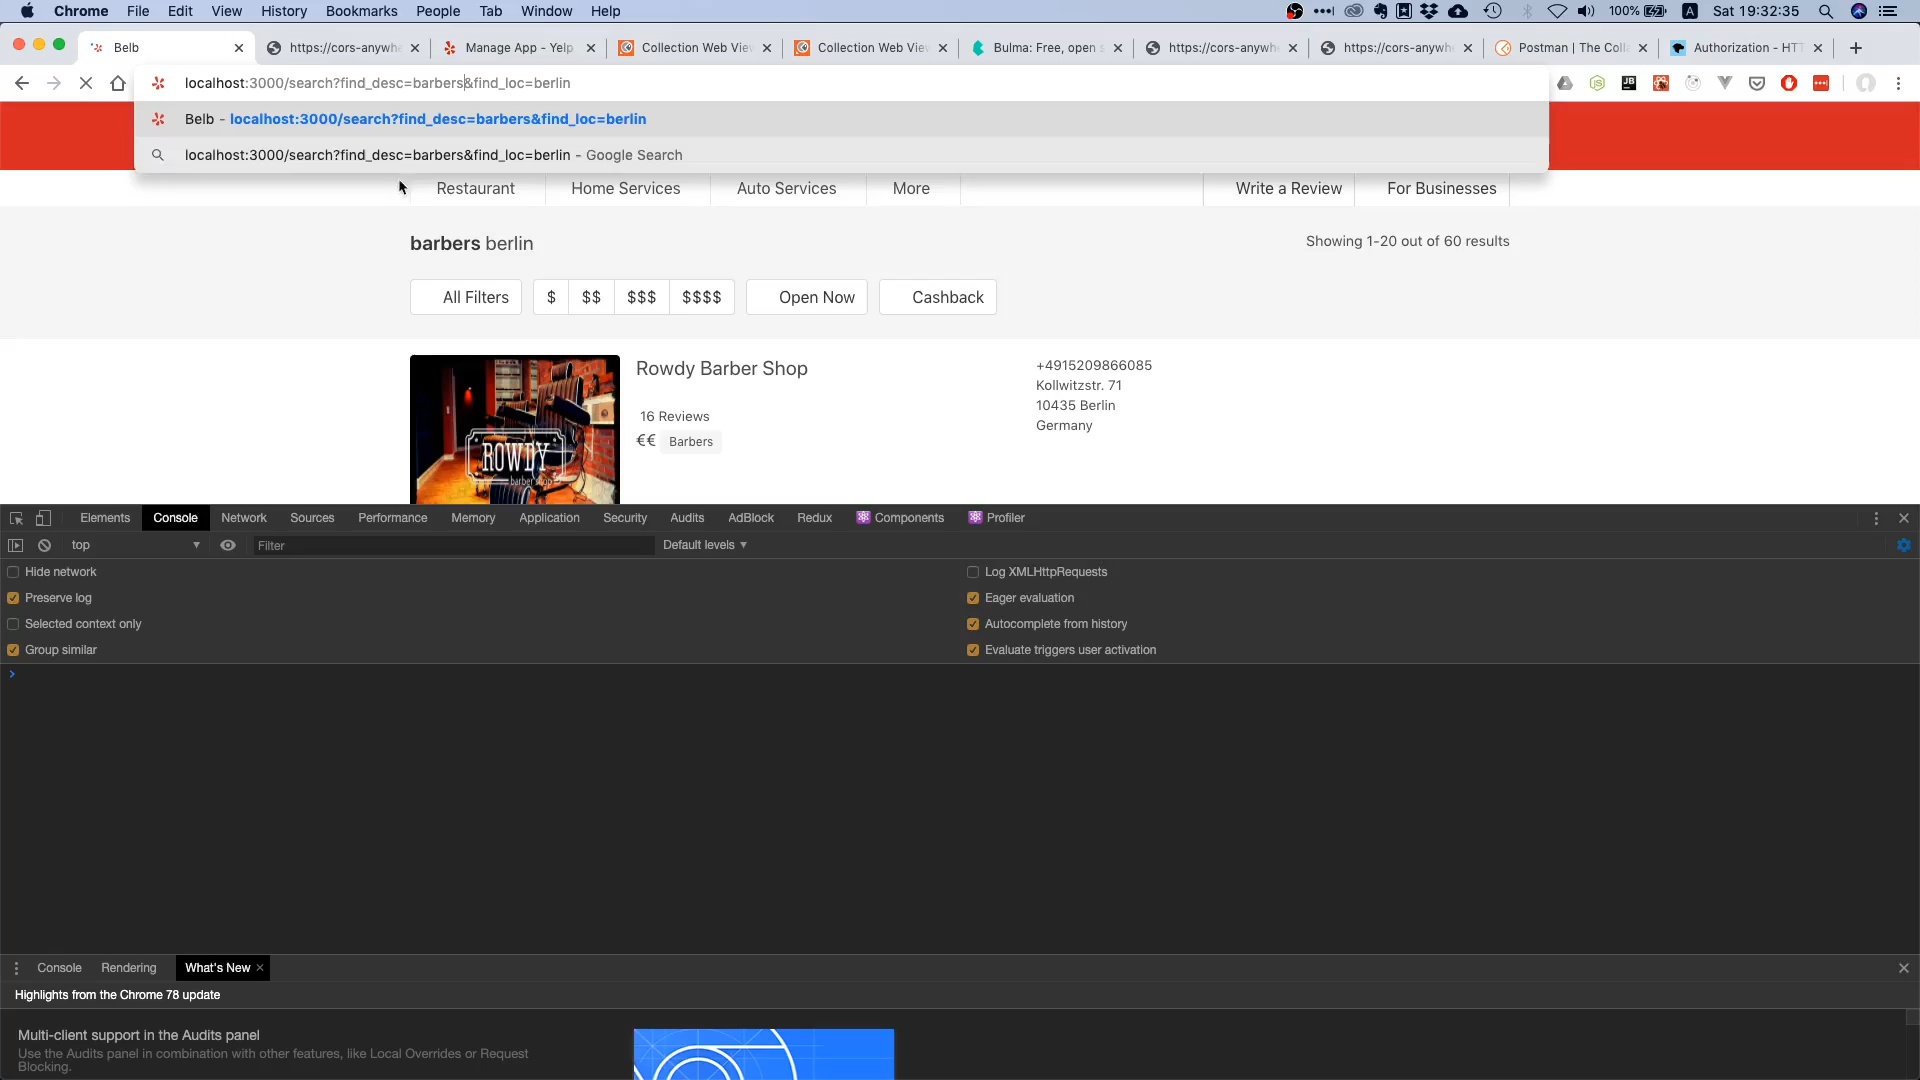 Chrome File Edit View History Bookmarks People Tab Window Help 100% A Sat 19:32:35
Belb https://cors-anywh Manage App - Yelp Collection Web Vie Collection Web Vie Bulma: Free, open s https://cors-anywh https://cors-anywh Postman | The Coll Authorization - HTT
localhost:3000/search?find_desc=barbers&find_loc=berlin
Belb - localhost:3000/search?find_desc=barbers&find_loc=berlin
localhost:3000/search?find_desc=barbers&find_loc=berlin - Google Search
Restaurant Home Services Auto Services More Write a Review For Businesses
barbers berlin Showing 1-20 out of 60 results
All Filters $ $$ $$$ $$$$ Open Now Cashback
Rowdy Barber Shop
+4915209866085
Kollwitzstr. 71
10435 Berlin
Germany
16 Reviews
€€ Barbers
ROWDY
barber shop
Elements Console Network Sources Performance Memory Application Security Audits AdBlock Redux Components Profiler
top Filter Default levels
Hide network Log XMLHttpRequests
Preserve log Eager evaluation
Selected context only Autocomplete from history
Group similar Evaluate triggers user activation
Console Rendering What's New
Highlights from the Chrome 78 update
Multi-client support in the Audits panel
Use the Audits panel in combination with other features, like Local Overrides or Request
Blocking.